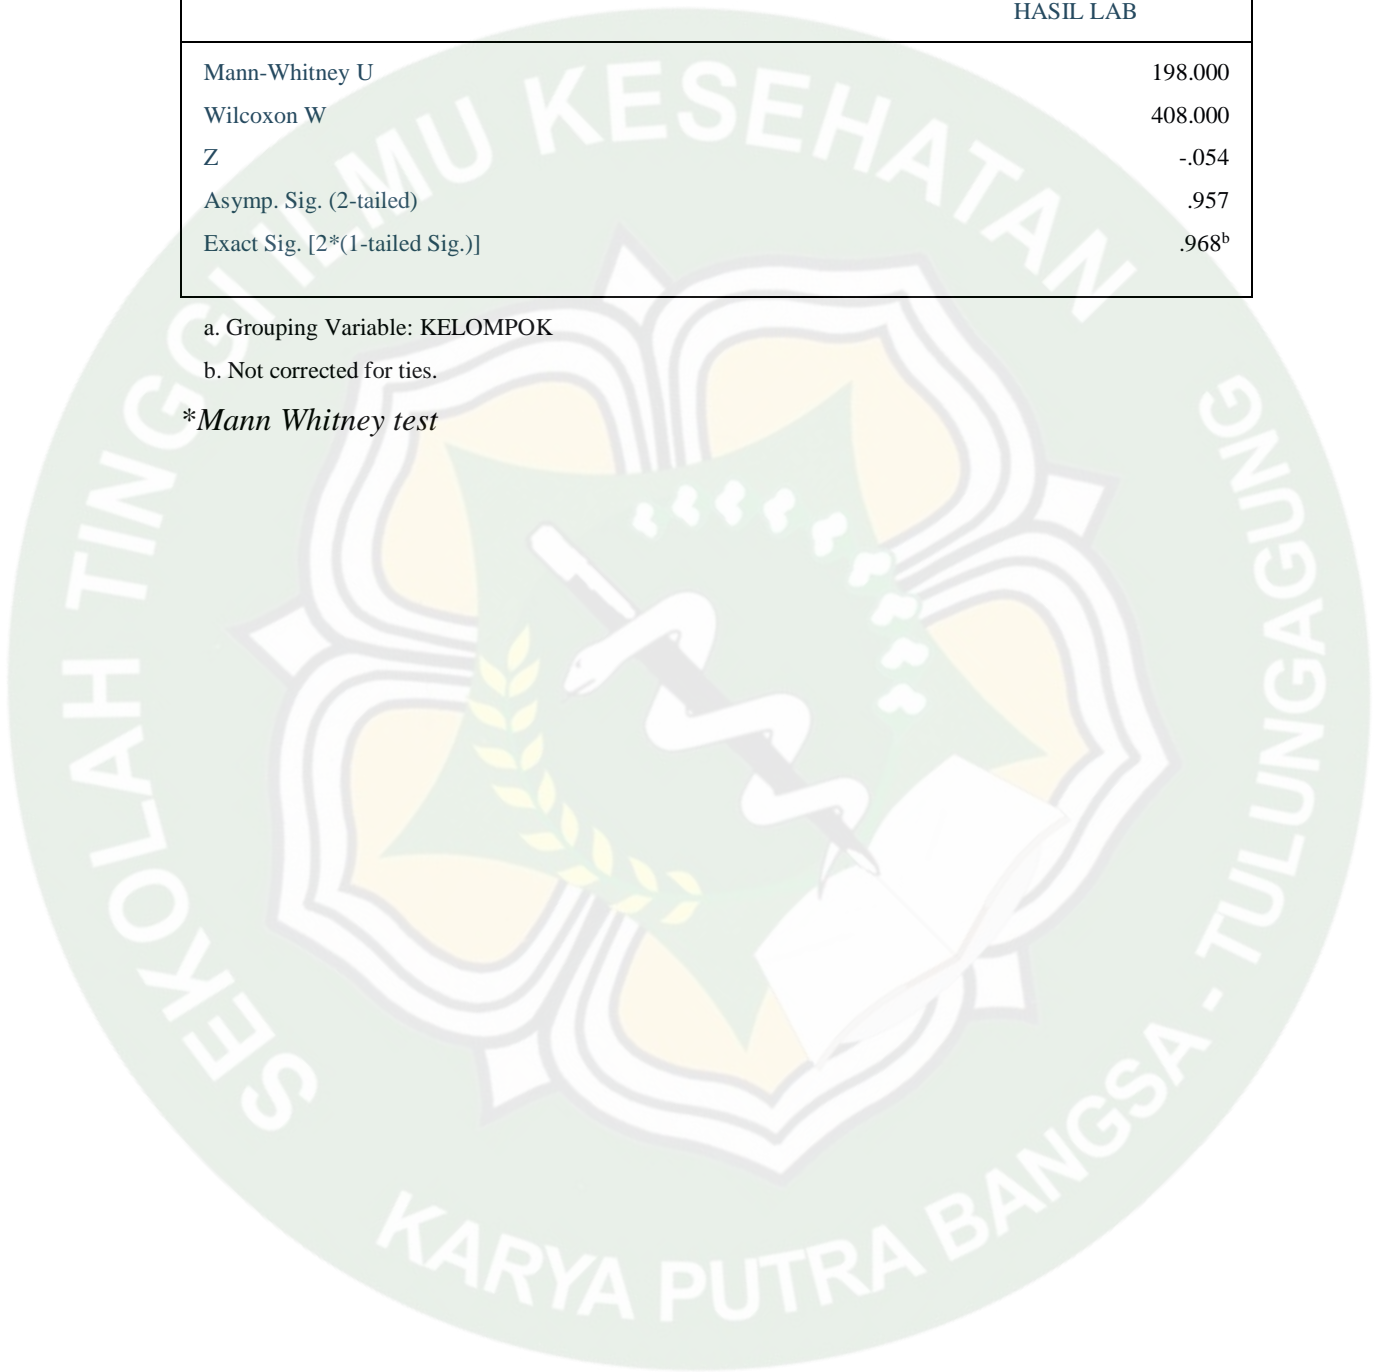 HASIL LAB
Mann-Whitney U 198.000
Wilcoxon W 408.000
Z -.054
Asymp. Sig. (2-tailed) .957
Exact Sig. [2*(1-tailed Sig.)] .968b
a. Grouping Variable: KELOMPOK
b. Not corrected for ties.
*Mann Whitney test
SEKOLAH TINGGI ILMU KESEHATAN
KARYA PUTRA BANGSA - TULUNGAGUNG